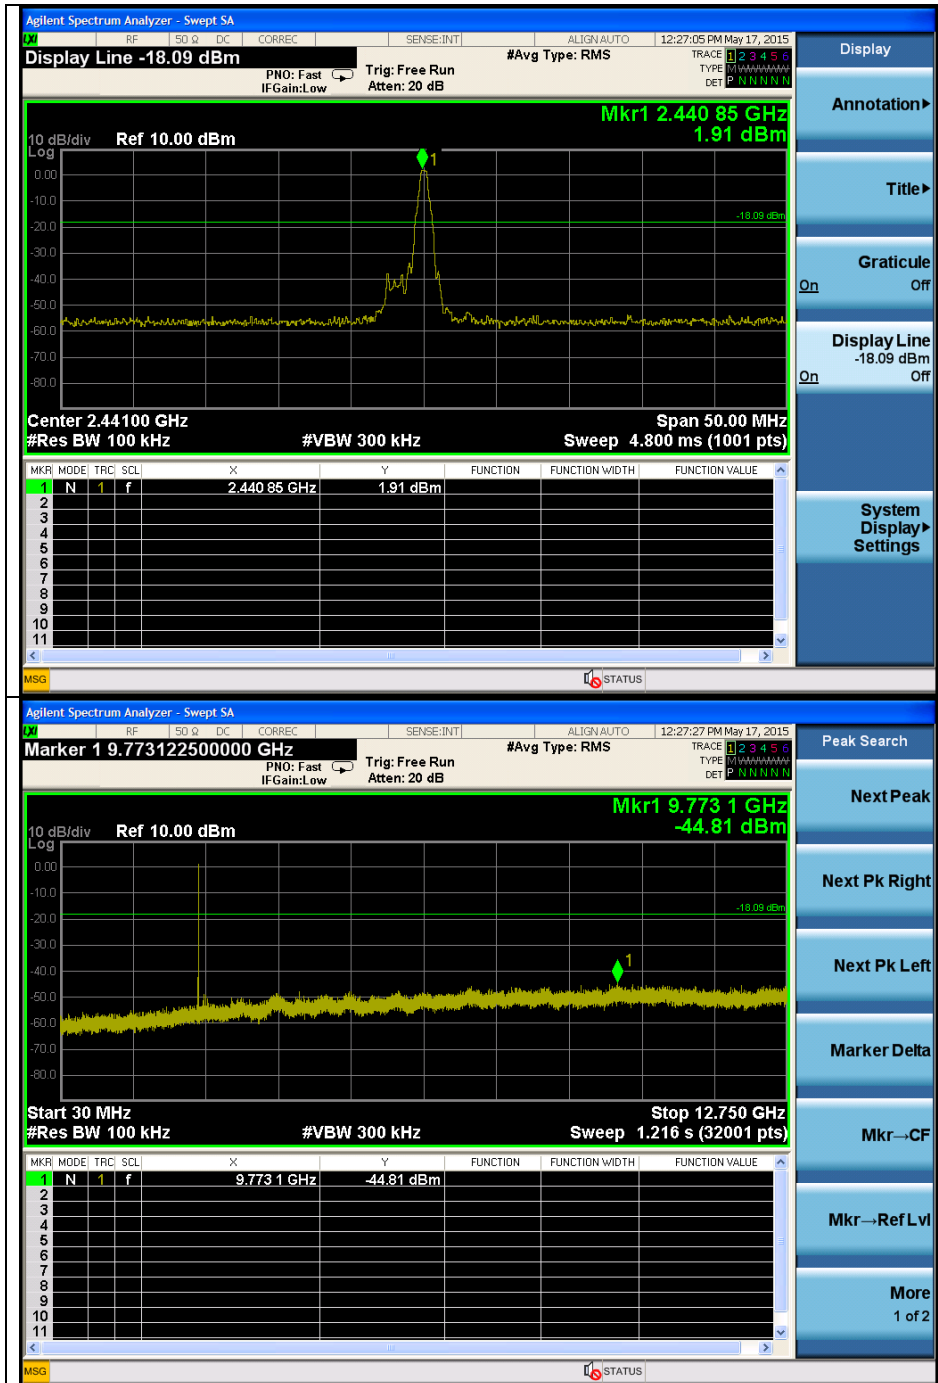 Agilent Spectrum Analyzer - Swept SA
LXI RF 50 Ω DC CORREC SENSE:INT ALIGN AUTO 12:27:05 PM May 17, 2015
Display Line -18.09 dBm
PNO: Fast
IFGain:Low
Trig: Free Run
Atten: 20 dB
#Avg Type: RMS
TRACE 1 2 3 4 5 6
TYPE M WWWWW
DET P N N N N N
Mkr1 2.440 85 GHz
1.91 dBm
10 dB/div Ref 10.00 dBm
Log
1
0.00
-10.0
-18.09 dBm
-20.0
-30.0
-40.0
-50.0
-60.0
-70.0
-80.0
Center 2.44100 GHz Span 50.00 MHz
#Res BW 100 kHz #VBW 300 kHz Sweep 4.800 ms (1001 pts)
MKR MODE TRC SCL X Y FUNCTION FUNCTION WIDTH FUNCTION VALUE
1 N 1 f 2.440 85 GHz 1.91 dBm
2
3
4
5
6
7
8
9
10
11
MSG STATUS
Display
Annotation
Title
Graticule
On Off
Display Line
-18.09 dBm
On Off
System
Display
Settings
Agilent Spectrum Analyzer - Swept SA
LXI RF 50 Ω DC CORREC SENSE:INT ALIGN AUTO 12:27:27 PM May 17, 2015
Marker 1 9.773122500000 GHz
PNO: Fast
IFGain:Low
Trig: Free Run
Atten: 20 dB
#Avg Type: RMS
TRACE 1 2 3 4 5 6
TYPE M WWWWW
DET P N N N N N
Mkr1 9.773 1 GHz
-44.81 dBm
10 dB/div Ref 10.00 dBm
Log
0.00
-10.0
-18.09 dBm
-20.0
-30.0
1
-40.0
-50.0
-60.0
-70.0
-80.0
Start 30 MHz Stop 12.750 GHz
#Res BW 100 kHz #VBW 300 kHz Sweep 1.216 s (32001 pts)
MKR MODE TRC SCL X Y FUNCTION FUNCTION WIDTH FUNCTION VALUE
1 N 1 f 9.773 1 GHz -44.81 dBm
2
3
4
5
6
7
8
9
10
11
MSG STATUS
Peak Search
Next Peak
Next Pk Right
Next Pk Left
Marker Delta
Mkr→CF
Mkr→Ref Lvl
More
1 of 2